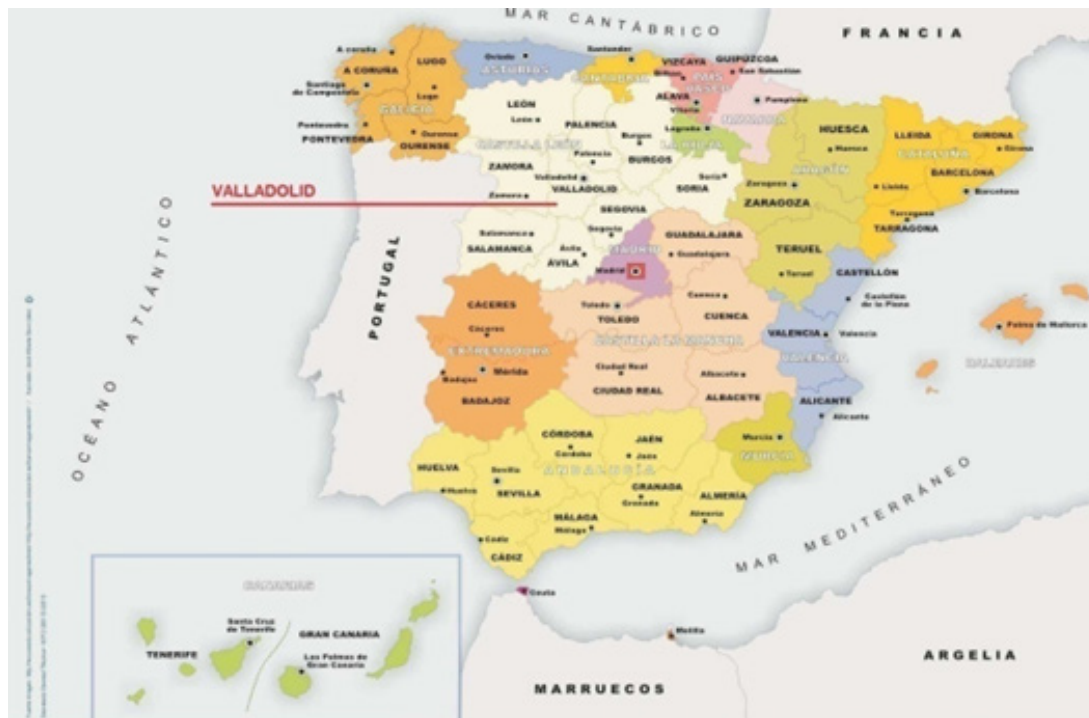 MAR CANTÁBRICO
FRANCIA
A coruña
LUGO
Oviedo
ASTURIAS
Santander
CANTABRIA
VIZCAYA
GUIPÚZCOA
Bilbao
PAIS
VASCO
San Sebastián
A CORUÑA
Santiago
de Compostela
Lugo
GALICIA
LEÓN
León
PALENCIA
ALAVA
Vitoria
Pamplona
NAVARRA
Pontevedra
PONTEVEDRA
Ourense
OURENSE
CASTILLA LEÓN
Burgos
BURGOS
Logroño
LA RIOJA
HUESCA
Huesca
LLEIDA
GIRONA
Girona
CATALUÑA
ZAMORA
Palencia
Valladolid
VALLADOLID
Soria
SORIA
ARAGÓN
Zaragoza
ZARAGOZA
Lleida
BARCELONA
Barcelona
VALLADOLID
Zamora
SEGOVIA
Segovia
Tarragona
TARRAGONA
Salamanca
SALAMANCA
Ávila
ÁVILA
MADRID
Madrid
GUADALAJARA
Guadalajara
TERUEL
Teruel
CASTELLÓN
Castellón
de la Plana
OCÉANO ATLÁNTICO
PORTUGAL
CÁCERES
Cáceres
Toledo
TOLEDO
Cuenca
CUENCA
CASTILLA LA MANCHA
VALENCIA
Valencia
VALENCIA
Palma de Mallorca
BALEARES
EXTREMADURA
Badajoz
Mérida
BADAJOZ
Ciudad Real
CIUDAD REAL
Albacete
ALBACETE
ALICANTE
Alicante
Murcia
MURCIA
CÓRDOBA
Cordoba
JAÉN
Jaén
ANDALUCÍA
HUELVA
Huelva
Sevilla
SEVILLA
GRANADA
Granada
ALMERÍA
Almería
MÁLAGA
Málaga
Cádiz
CÁDIZ
MAR MEDITERRÁNEO
Ceuta
Melilla
MARRUECOS
ARGELIA
CANARIAS
Santa Cruz
de Tenerife
TENERIFE
GRAN CANARIA
Las Palmas de
Gran Canaria